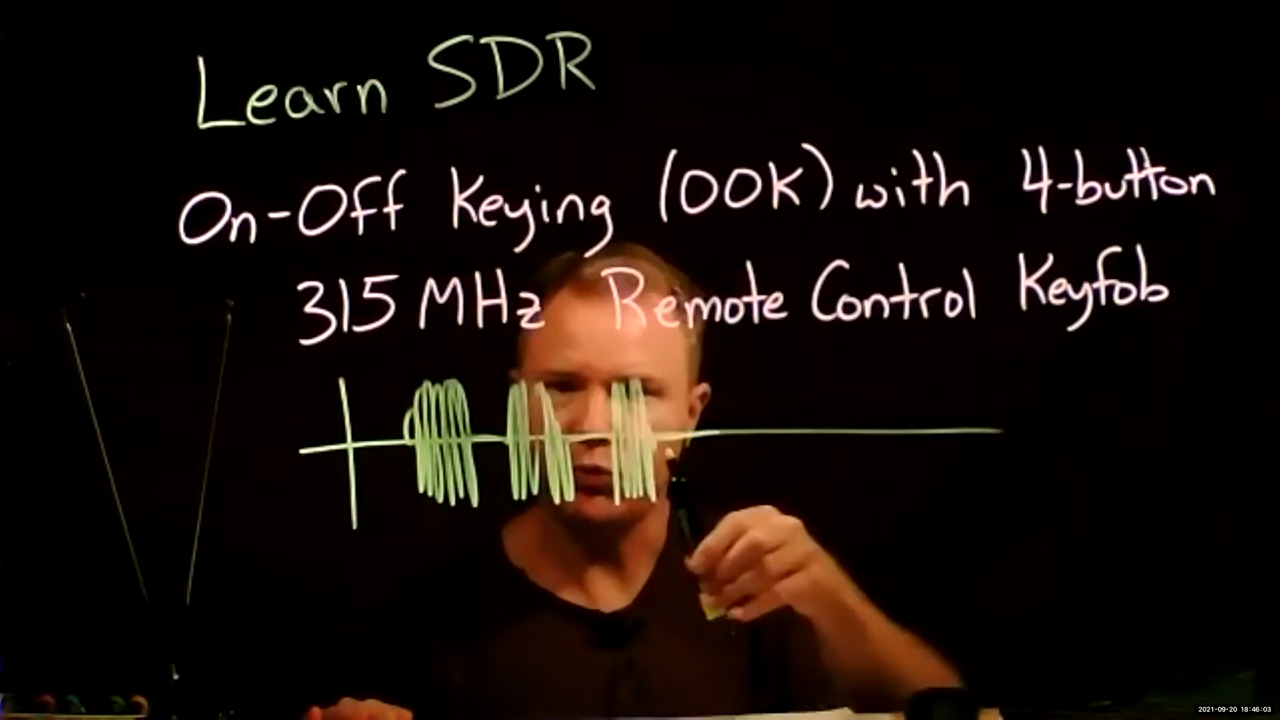 Learn SDR
On-Off Keying (OOK) with 4-button
315 MHz Remote Control Keyfob
2021-09-20 18:46:03